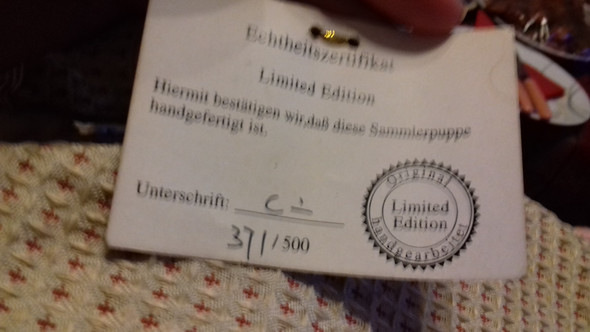 Echtheitszertifikat
Limited Edition
Hiermit bestätigen wir,daß diese Sammlerpuppe
handgefertigt ist.
Unterschrift:
371/500
Original
Limited
Edition
handgearbeitet